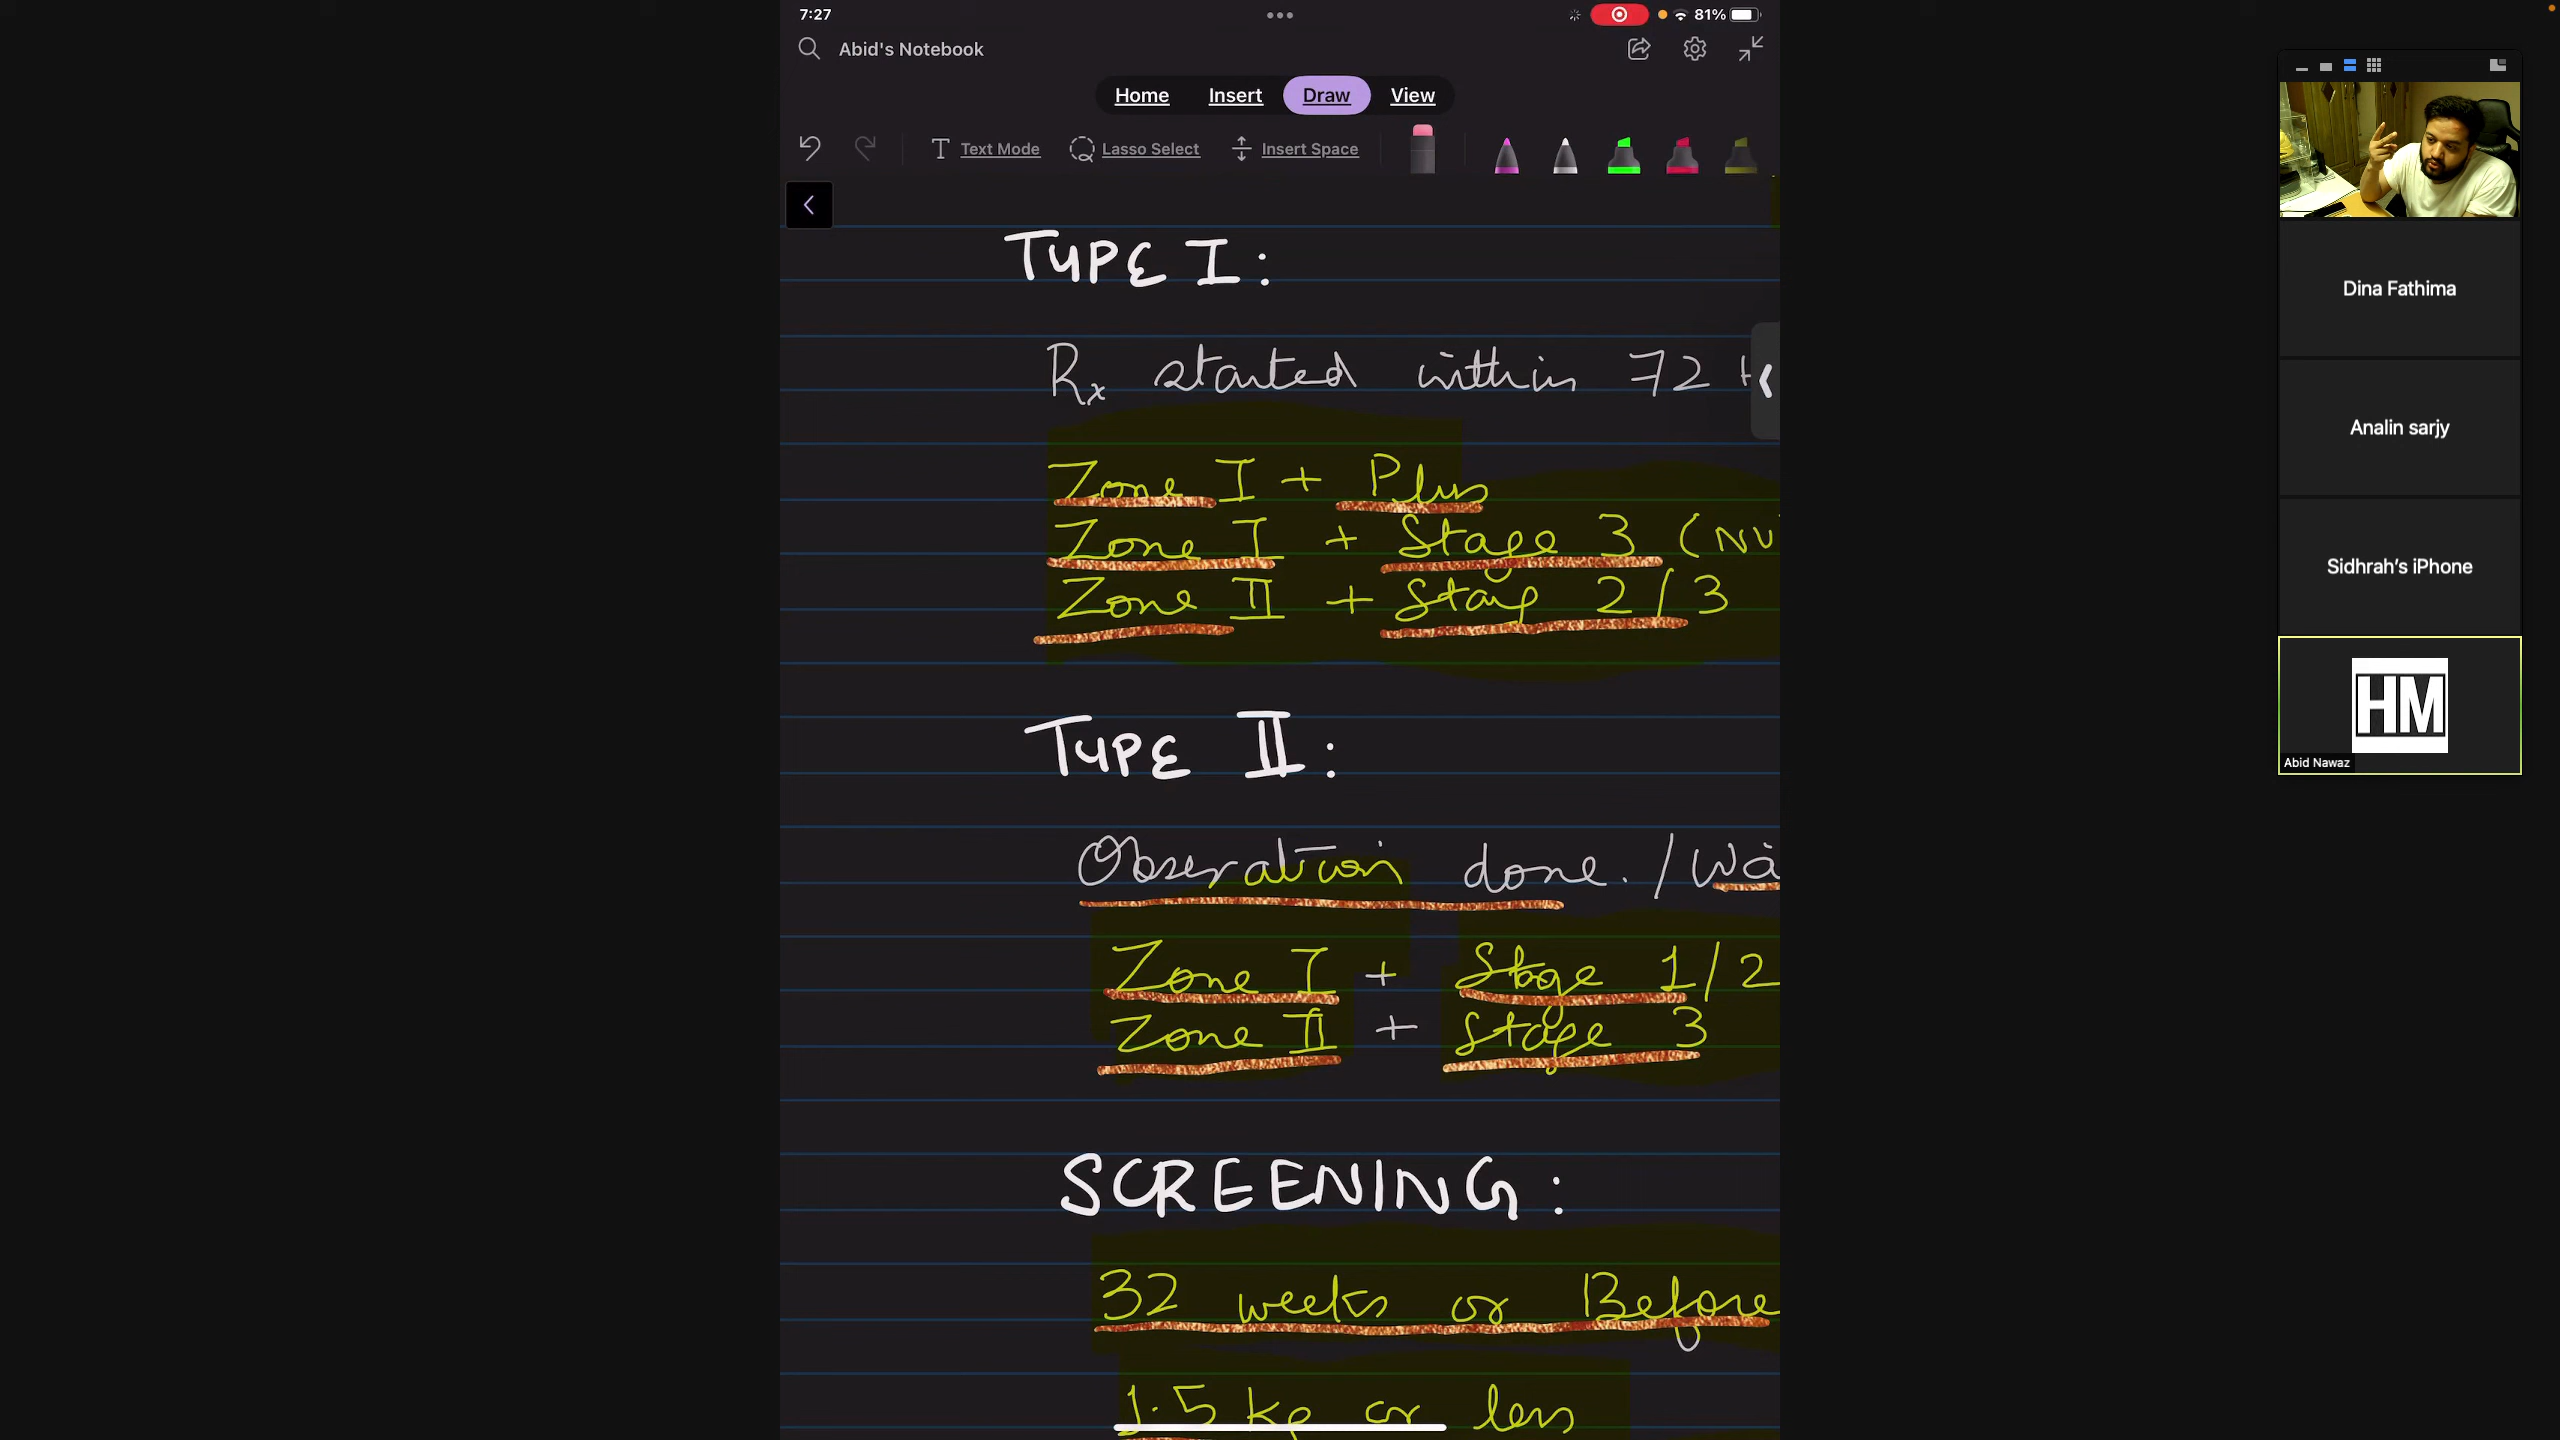 7:27
81%
Abid's Notebook
Home Insert Draw View
Text Mode Lasso Select Insert Space
TYPE I:
Rx started within 72 H
Zone I + Plus
Zone I + Stage 3 (NV
Zone II + Stage 2/3
TYPE II:
Observation done. / Wa
Zone I + Stage 1/2
Zone II + Stage 3
SCREENING:
32 weeks or Before
1.5 kg or less
Dina Fathima
Analin sarjy
Sidhrah's iPhone
HM
Abid Nawaz